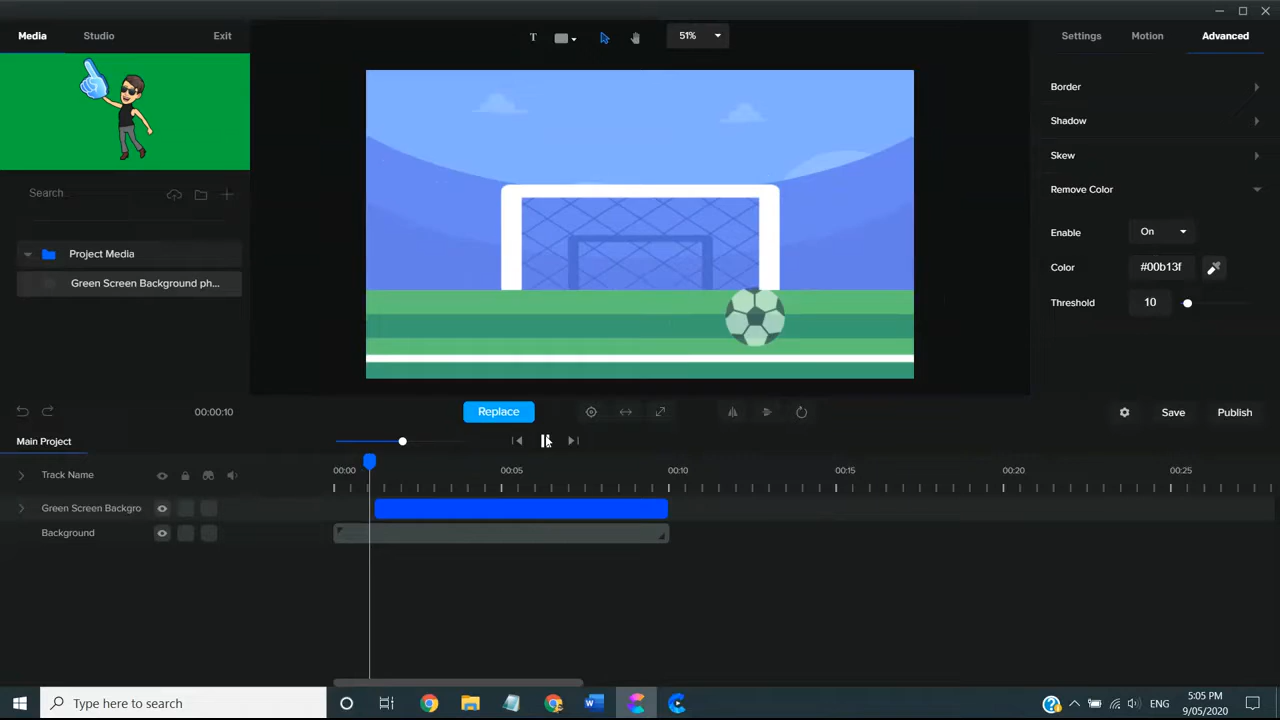 Media Studio Exit
T 51%
Settings Motion Advanced
Border
Shadow
Skew
Remove Color
Enable On
Color #00b13f
Threshold 10
Search
Project Media
Green Screen Background ph...
00:00:10
Replace
Save Publish
Main Project
Track Name
00:00 00:05 00:10 00:15 00:20 00:25
Green Screen Backgro
Background
Type here to search
ENG
5:05 PM
9/05/2020